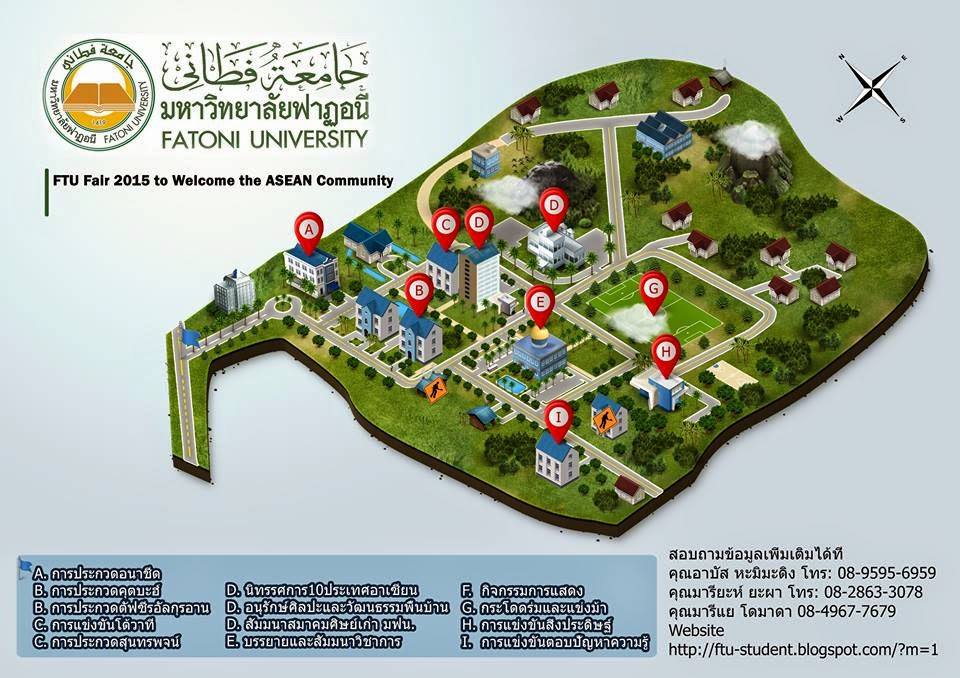 جامعة فطاني
جَامِعَةُ فَطَانِى
มหาวิทยาลัยฟาฏอนี FATONI UNIVERSITY
มหาวิทยาลัยฟาฏอนี
FATONI UNIVERSITY
FTU Fair 2015 to Welcome the ASEAN Community
N
E
W
S
A
C
D
D
B
E
G
H
I
A. การประกวดอนาชีด
B. การประกวดคุตบะฮ์
B. การประกวดตัฟซีรอัลกุรอาน
C. การแข่งขันโต้วาที
C. การประกวดสุนทรพจน์
D. นิทรรศการ10ประเทศอาเซียน
D. อนุรักษ์ศิลปะและวัฒนธรรมพื้นบ้าน
D. สัมมนาสมาคมศิษย์เก่า มฟน.
E. บรรยายและสัมมนาวิชาการ
F. กิจกรรมการแสดง
G. กระโดดร่มและแข่งม้า
H. การแข่งขันสิ่งประดิษฐ์
I. การแข่งขันตอบปัญหาความรู้
สอบถามข้อมูลเพิ่มเติมได้ที่
คุณอาบัส หะมิมะดิง โทร: 08-9595-6959
คุณมารียะห์ ยะผา โทร: 08-2863-3078
คุณมารีแย โดมาดา 08-4967-7679
Website
http://ftu-student.blogspot.com/?m=1